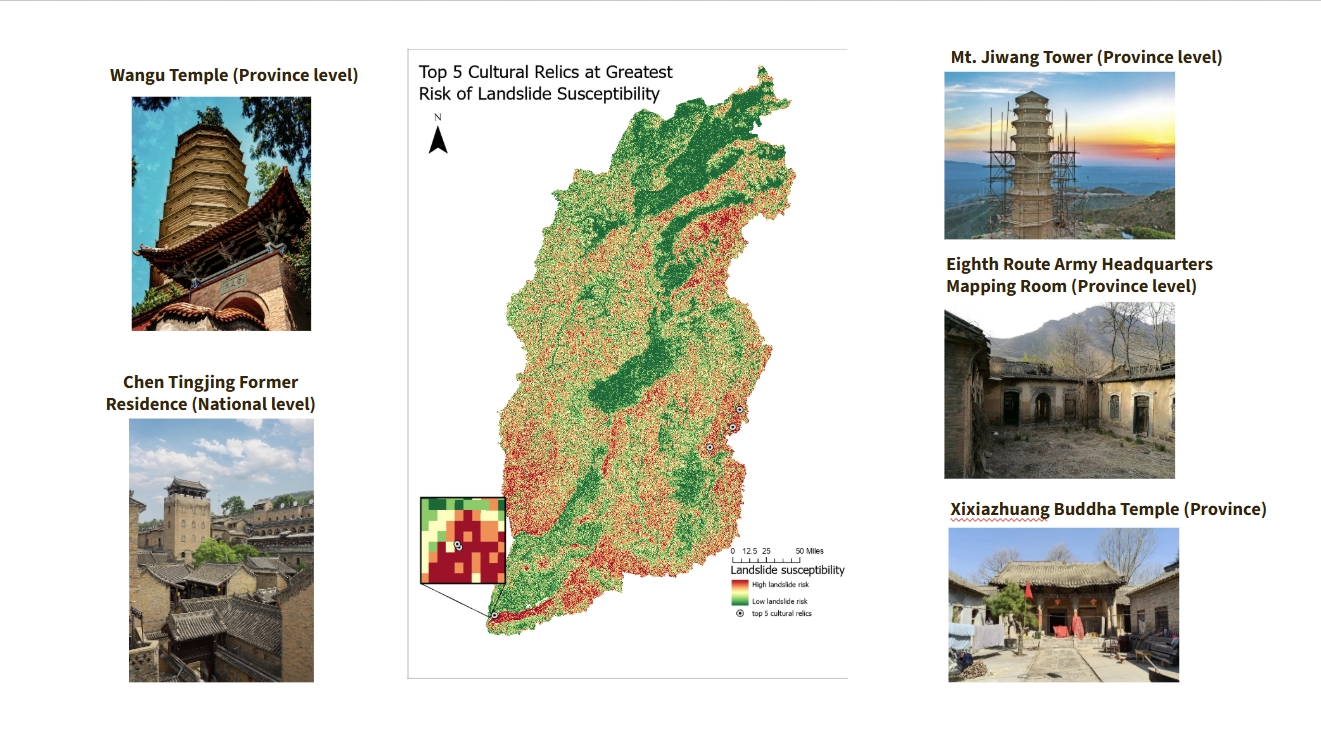 Wangu Temple (Province level)
Chen Tingjing Former
Residence (National level)
Top 5 Cultural Relics at Greatest
Risk of Landslide Susceptibility
N
0 12.5 25 50 Miles
Landslide susceptibility
High landslide risk
Low landslide risk
top 5 cultural relics
Mt. Jiwang Tower (Province level)
Eighth Route Army Headquarters
Mapping Room (Province level)
Xixiazhuang Buddha Temple (Province)